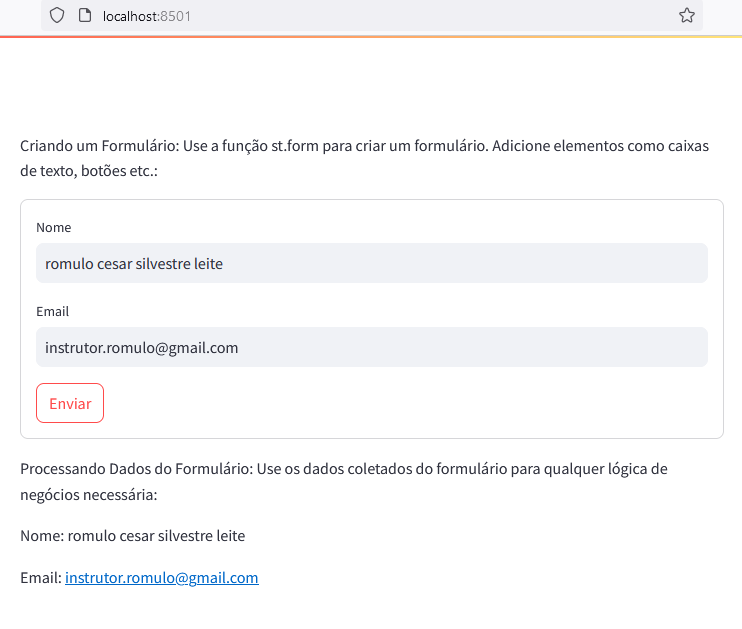 localhost:8501
Criando um Formulário: Use a função st.form para criar um formulário. Adicione elementos como caixas
de texto, botões etc.:
Nome
romulo cesar silvestre leite
Email
instrutor.romulo@gmail.com
Enviar
Processando Dados do Formulário: Use os dados coletados do formulário para qualquer lógica de
negócios necessária:
Nome: romulo cesar silvestre leite
Email: instrutor.romulo@gmail.com